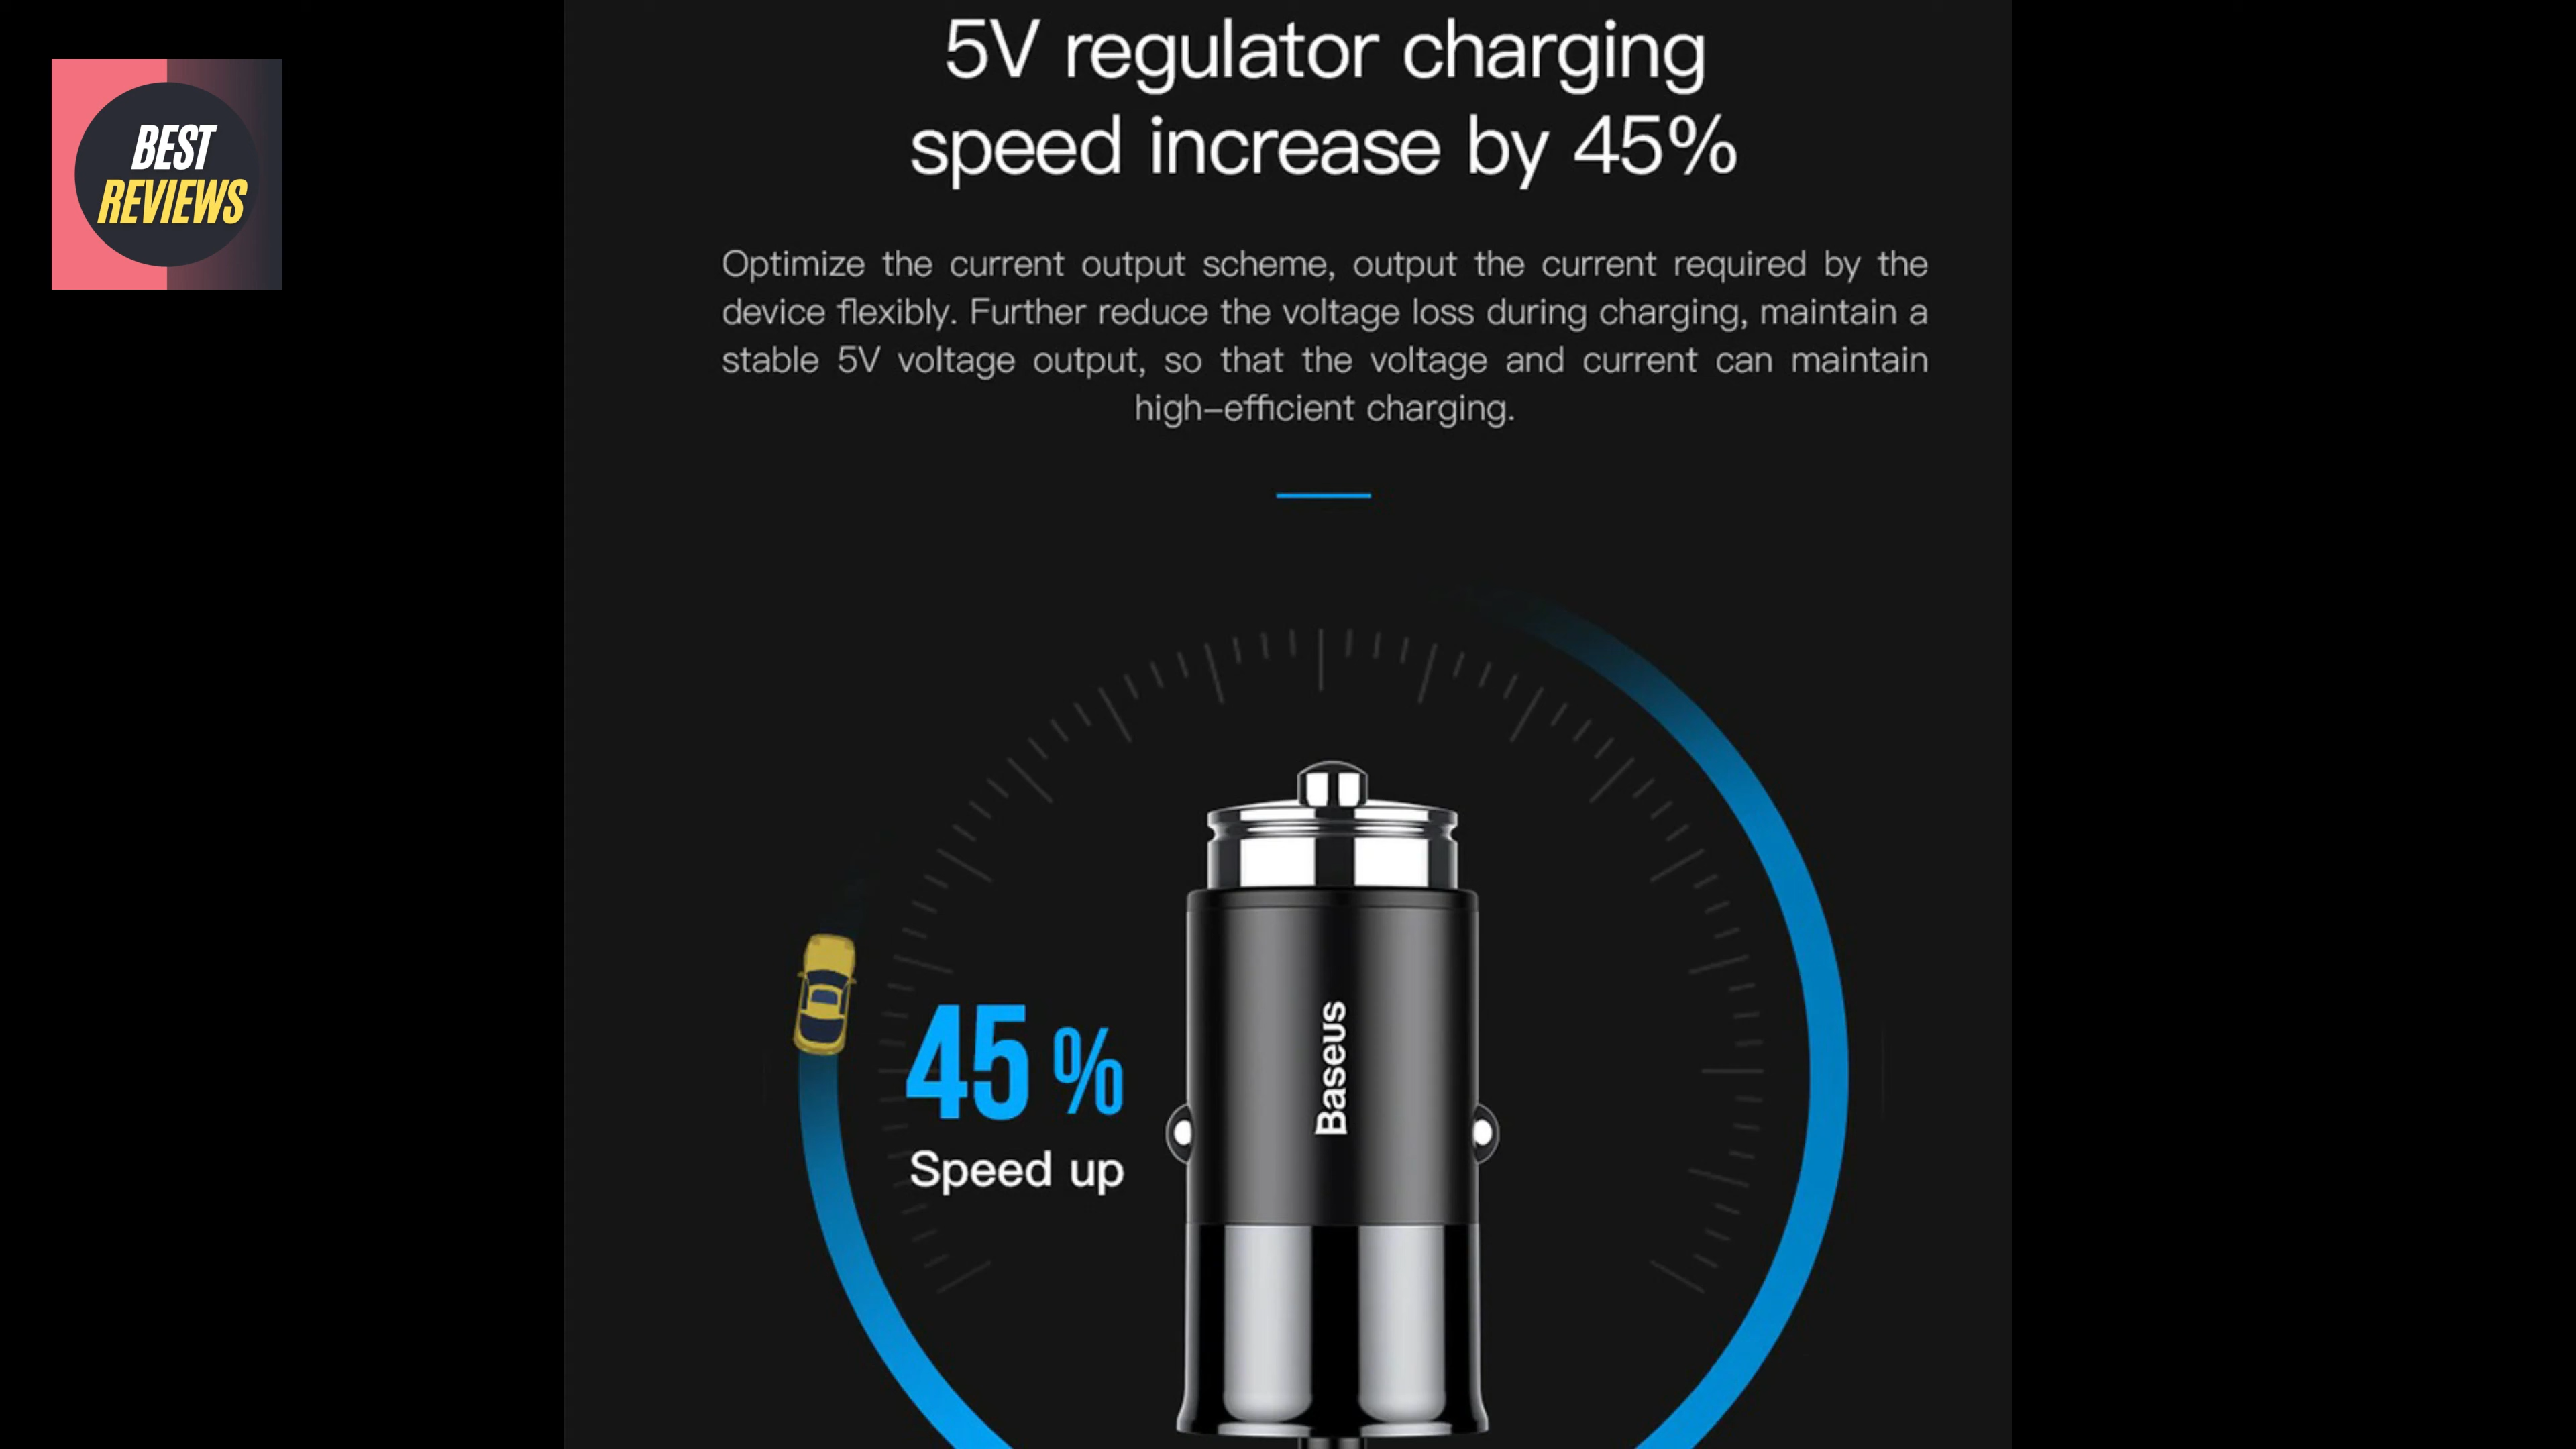 BEST
REVIEWS
5V regulator charging
speed increase by 45%
Optimize the current output scheme, output the current required by the
device flexibly. Further reduce the voltage loss during charging, maintain a
stable 5V voltage output, so that the voltage and current can maintain
high-efficient charging.
45 %
Speed up
Baseus